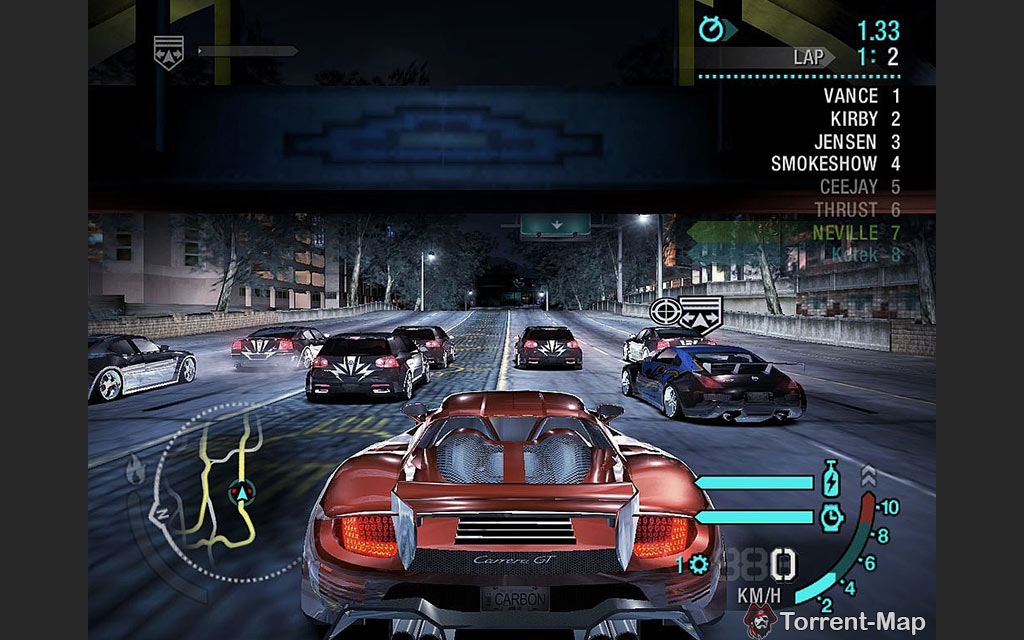 1.33
LAP 1: 2
VANCE 1
KIRBY 2
JENSEN 3
SMOKESHOW 4
CEEJAY 5
THRUST 6
NEVILLE 7
8
N
10
8
6
4
2
1
0
KM/H
Carrera GT
CARBON
Torrent-Map